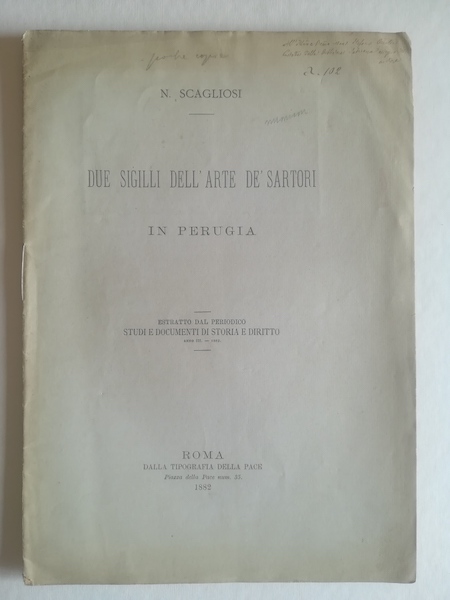 N. SCAGLIOSI
DUE SIGILLI DELL'ARTE DE' SARTORI
IN PERUGIA
ESTRATTO DAL PERIODICO
STUDI E DOCUMENTI DI STORIA E DIRITTO
ROMA
DALLA TIPOGRAFIA DELLA PACE
Piazza della Pace num. 35.
1882